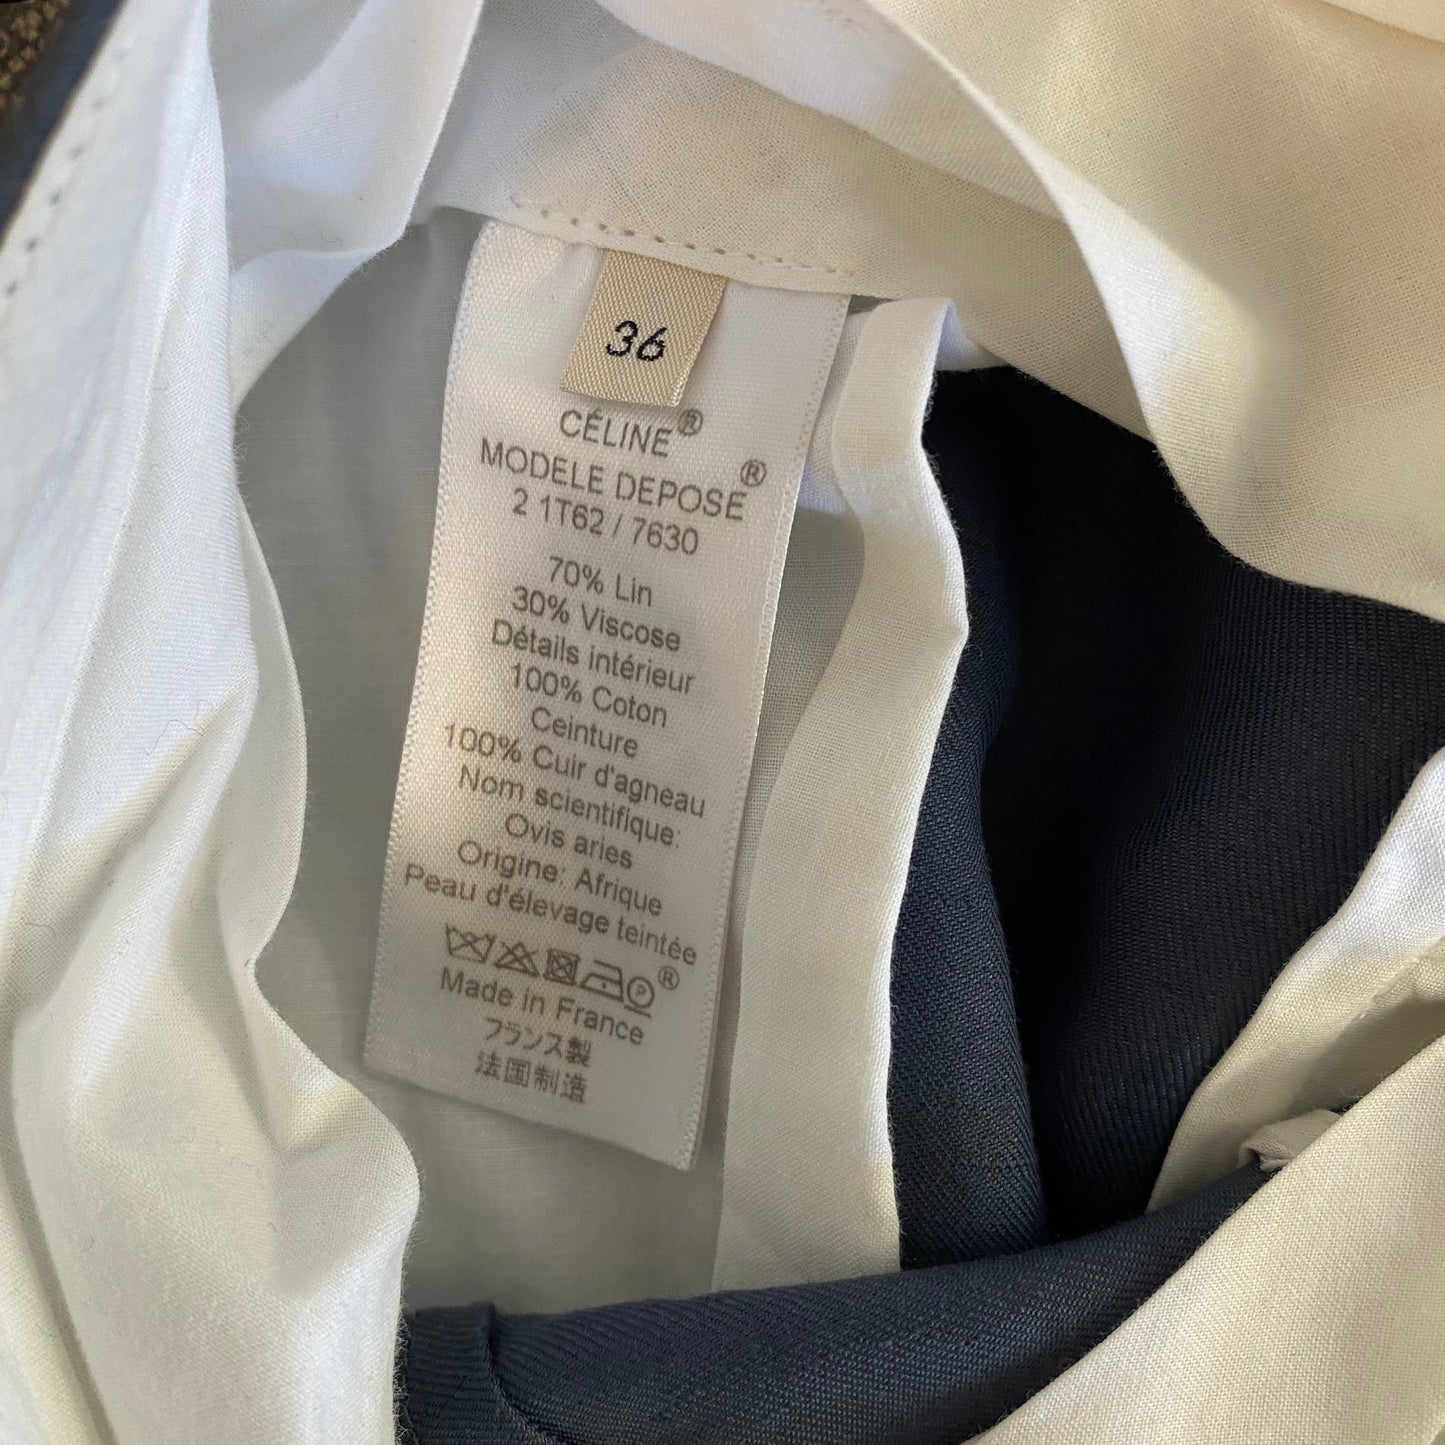 36
CÉLINE®
MODELE DEPOSE®
2 1T62 / 7630
70% Lin
30% Viscose
Détails intérieur
100% Coton
Ceinture
100% Cuir d'agneau
Nom scientifique:
Ovis aries
Origine: Afrique
Peau d'élevage teintée
P ®
Made in France
フランス製
法国制造